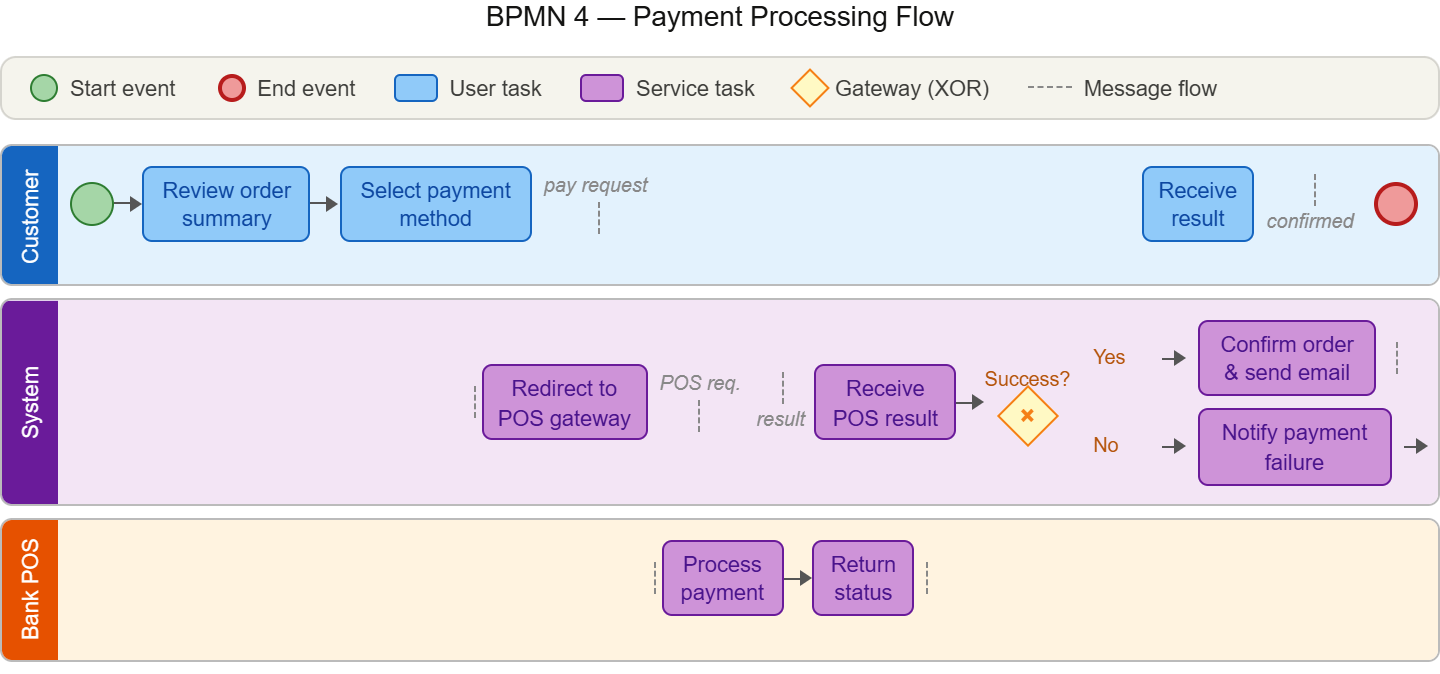 BPMN 4 — Payment Processing Flow
Start event
End event
User task
Service task
Gateway (XOR)
Message flow
Customer
Review order
summary
Select payment
method
pay request
Receive
result
confirmed
System
Redirect to
POS gateway
POS req.
result
Receive
POS result
Success?
Yes
Confirm order
& send email
No
Notify payment
failure
Bank POS
Process
payment
Return
status